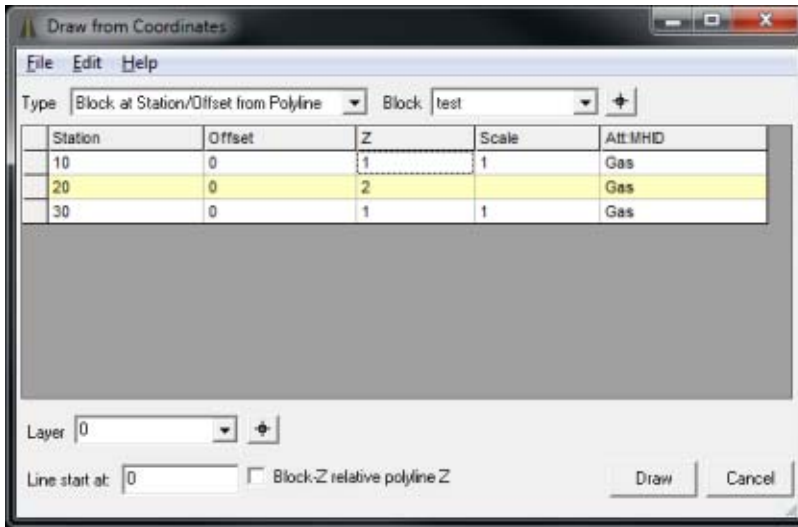 Draw from Coordinates
File Edit Help
Type Block at Station/Offset from Polyline Block test
Station Offset Z Scale Att:MHID
10 0 1 1 Gas
20 0 2 Gas
30 0 1 1 Gas
Layer 0
Line start at: 0 Block-Z relative polyline Z Draw Cancel